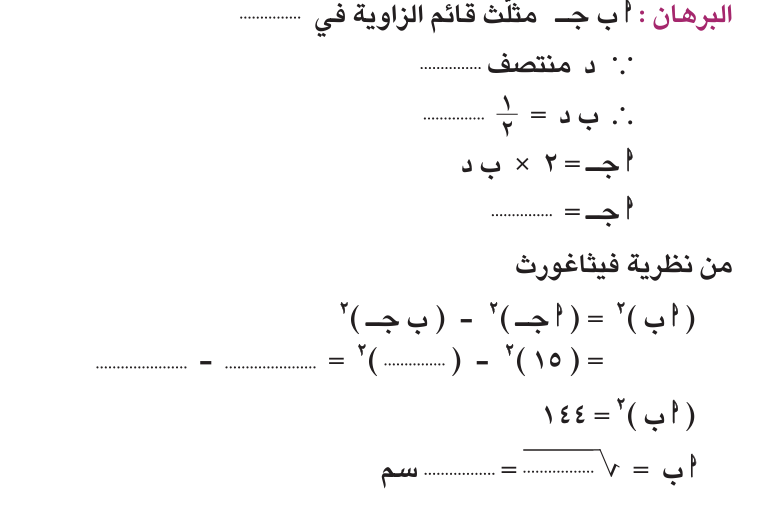 البرهان : أ ب جـ مثلّث قائم الزاوية في ...............
∵ د منتصف ...............
∴ ب د = ١/٢ ...............
أ جـ = ٢ × ب د
أ جـ = ...............
من نظرية فيثاغورث
( أ ب )٢ = ( أ جـ )٢ - ( ب جـ )٢
= ( ١٥ )٢ - ( ............... )٢ = ...................... - ......................
( أ ب )٢ = ١٤٤
أ ب = √................. = ................. سم